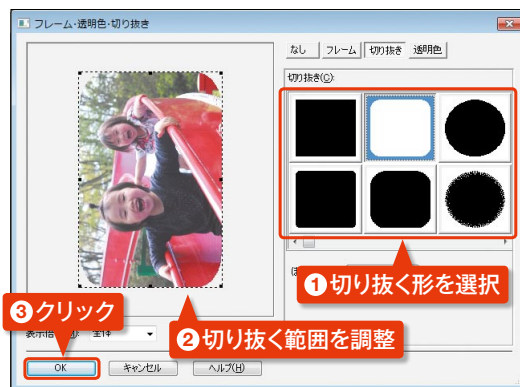 フレーム・透明色・切り抜き
なし フレーム 切り抜き 透明色
切り抜き(C):
❶切り抜く形を選択
❸クリック
❷切り抜く範囲を調整
全体
OK キャンセル ヘルプ(H)